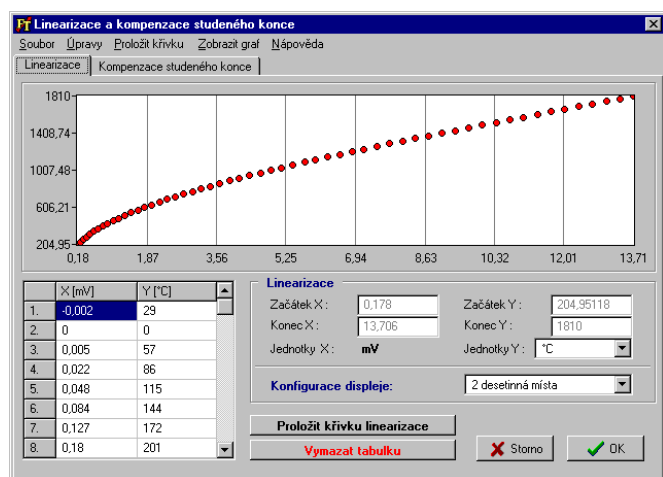 FT Linearizace a kompenzace studeného konce
Soubor Úpravy Proložit křivku Zobrazit graf Nápověda
Linearizace Kompenzace studeného konce
1810
1408,74
1007,48
606,21
204,95
0,18 1,87 3,56 5,25 6,94 8,63 10,32 12,01 13,71
X [mV] Y [°C]
1. -0,002 29
2. 0 0
3. 0,005 57
4. 0,022 86
5. 0,048 115
6. 0,084 144
7. 0,127 172
8. 0,18 201
Linearizace
Začátek X : 0,178 Začátek Y : 204,95118
Konec X : 13,706 Konec Y : 1810
Jednotky X : mV Jednotky Y : °C
Konfigurace displeje: 2 desetinná místa
Proložit křivku linearizace
Vymazat tabulku
Storno OK